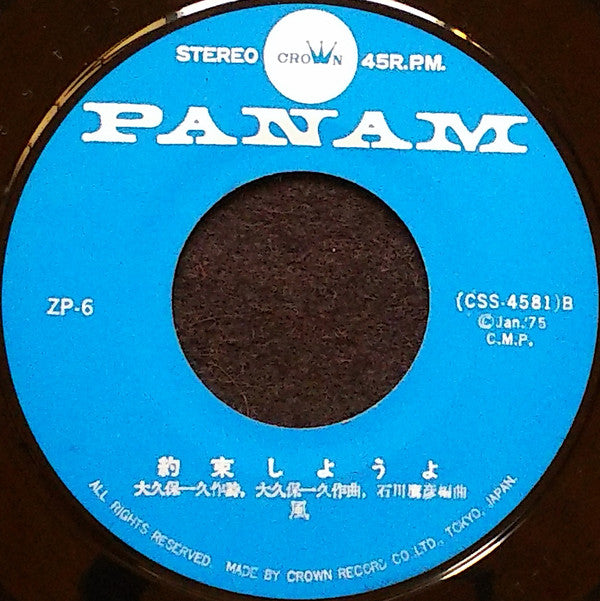 STEREO CROWN 45R.P.M.
PANAM
ZP-6
(CSS-4581)B
©Jan.'75
C.M.P.
約束しようよ
大久保一久作詩, 大久保一久作曲, 石川鷹彦編曲
風
ALL RIGHTS RESERVED. MADE BY CROWN RECORD CO. LTD., TOKYO, JAPAN.